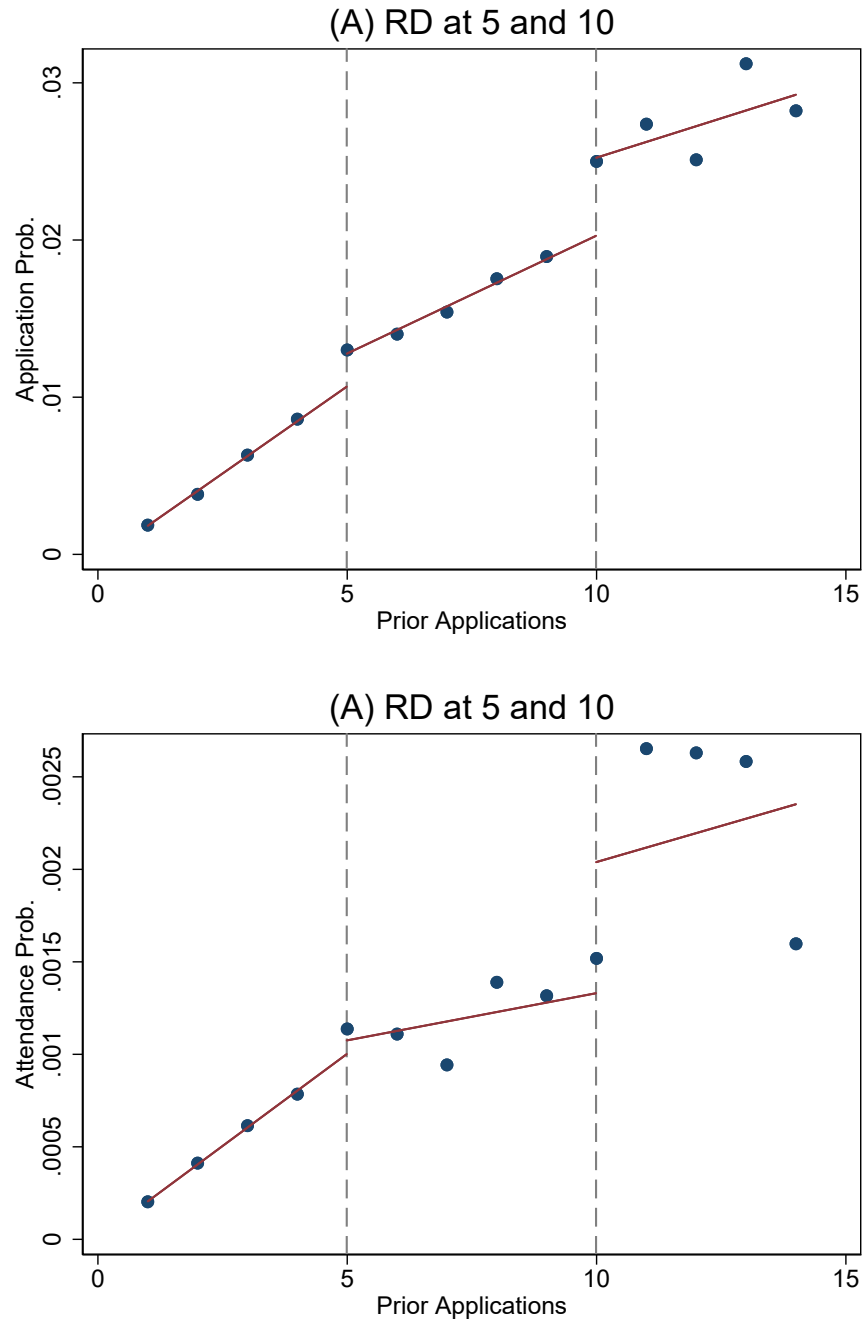 (A) RD at 5 and 10
.03
.02
.01
0
Application Prob.
0 5 10 15
Prior Applications
(A) RD at 5 and 10
.0025
.002
.0015
.001
.0005
0
Attendance Prob.
0 5 10 15
Prior Applications